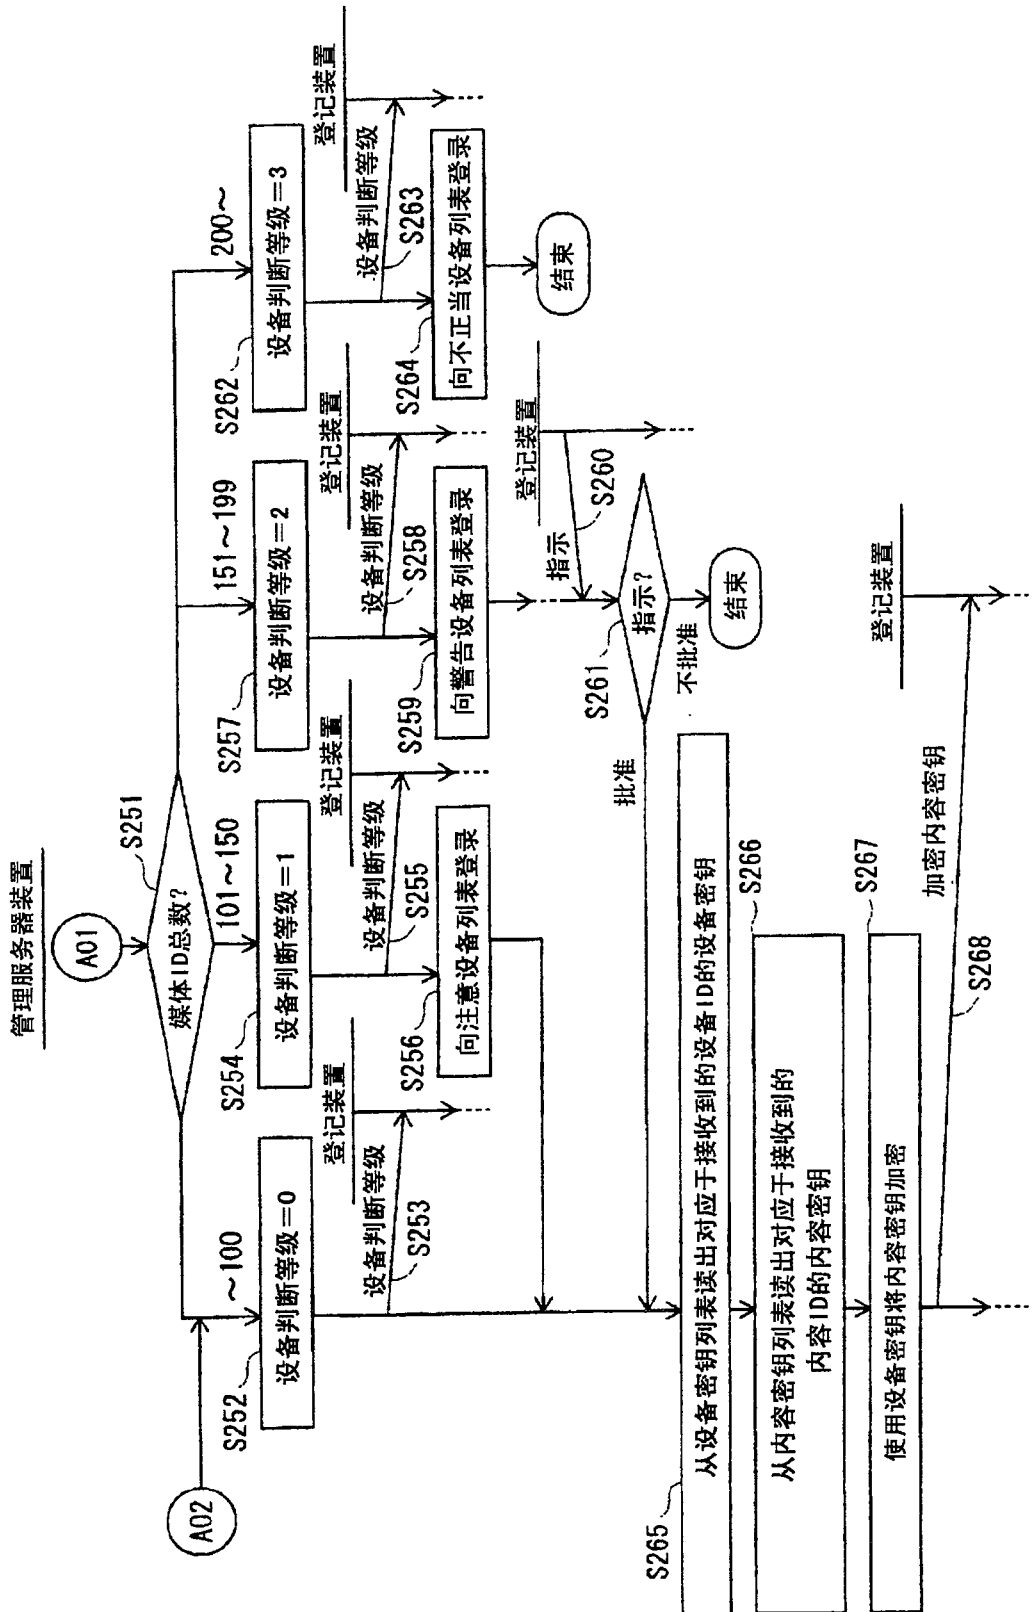 管理服务器装置
A01
媒体ID总数?
S251
A02
~100
101~150
151~199
200~
S252
设备判断等级=0
S254
设备判断等级=1
S257
设备判断等级=2
S262
设备判断等级=3
登记装置
设备判断等级
S253
登记装置
设备判断等级
S255
登记装置
设备判断等级
S258
登记装置
设备判断等级
S263
S256
向注意设备列表登录
S259
向警告设备列表登录
S264
向不正当设备列表登录
结束
登记装置
指示
S260
S261
指示?
批准
不批准
结束
S265
从设备密钥列表读出对应于接收到的设备ID的设备密钥
S266
从内容密钥列表读出对应于接收到的
内容ID的内容密钥
S267
使用设备密钥将内容密钥加密
登记装置
加密内容密钥
S268